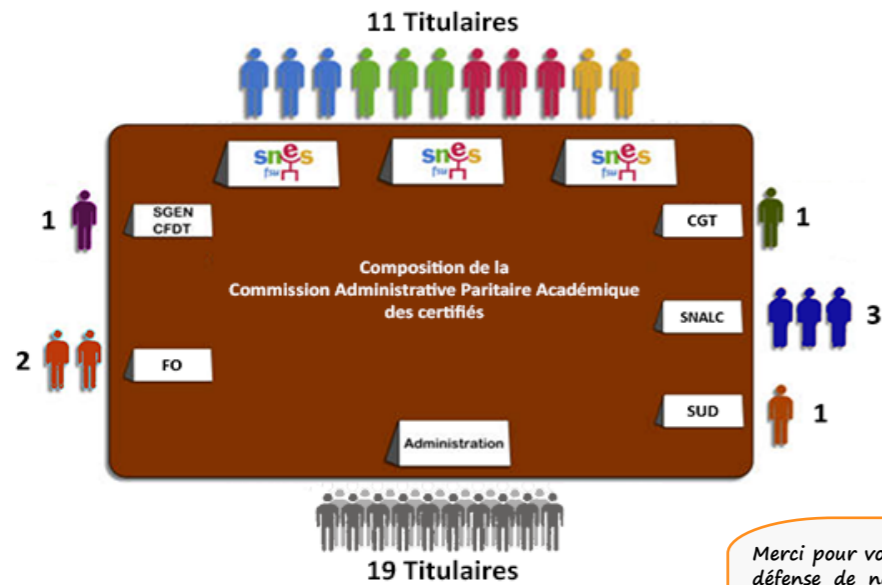 11 Titulaires
snes
fsu
snes
fsu
snes
fsu
1
SGEN
CFDT
CGT
1
Composition de la
Commission Administrative Paritaire Académique
des certifiés
SNALC
3
2
FO
SUD
1
Administration
19 Titulaires
Merci pour vo
défense de n